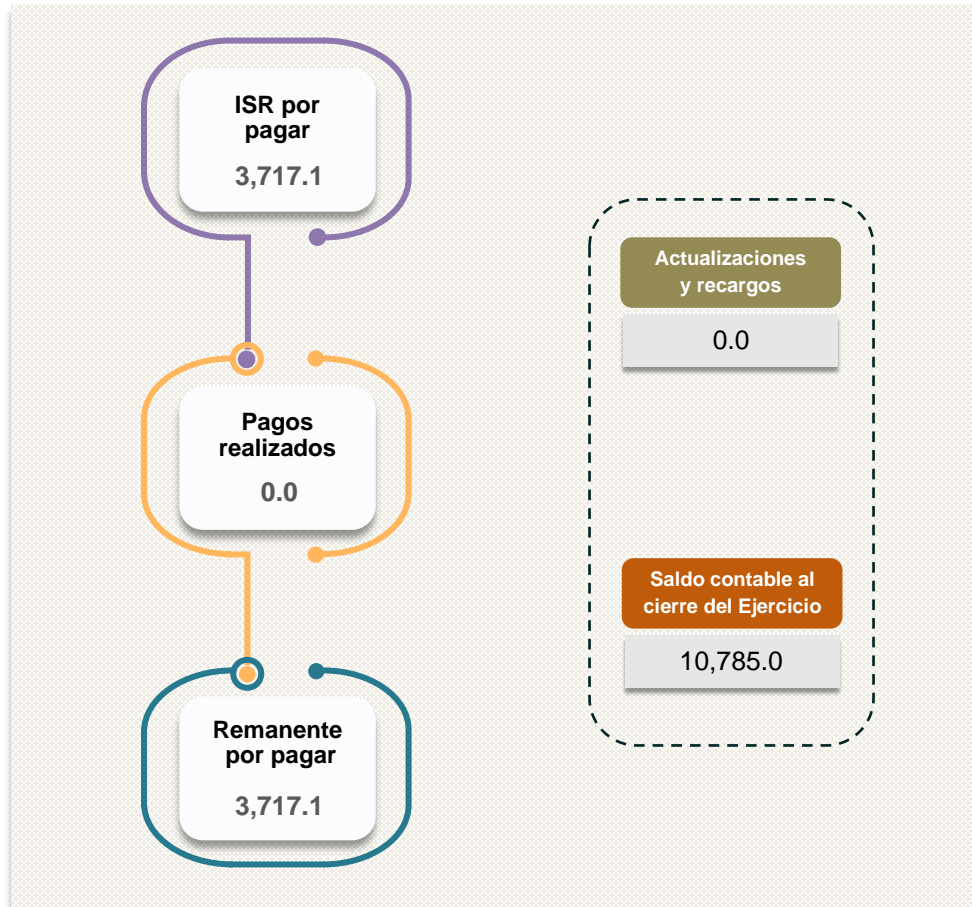 ISR por
pagar
3,717.1
Pagos
realizados
0.0
Remanente
por pagar
3,717.1
Actualizaciones
y recargos
0.0
Saldo contable al
cierre del Ejercicio
10,785.0